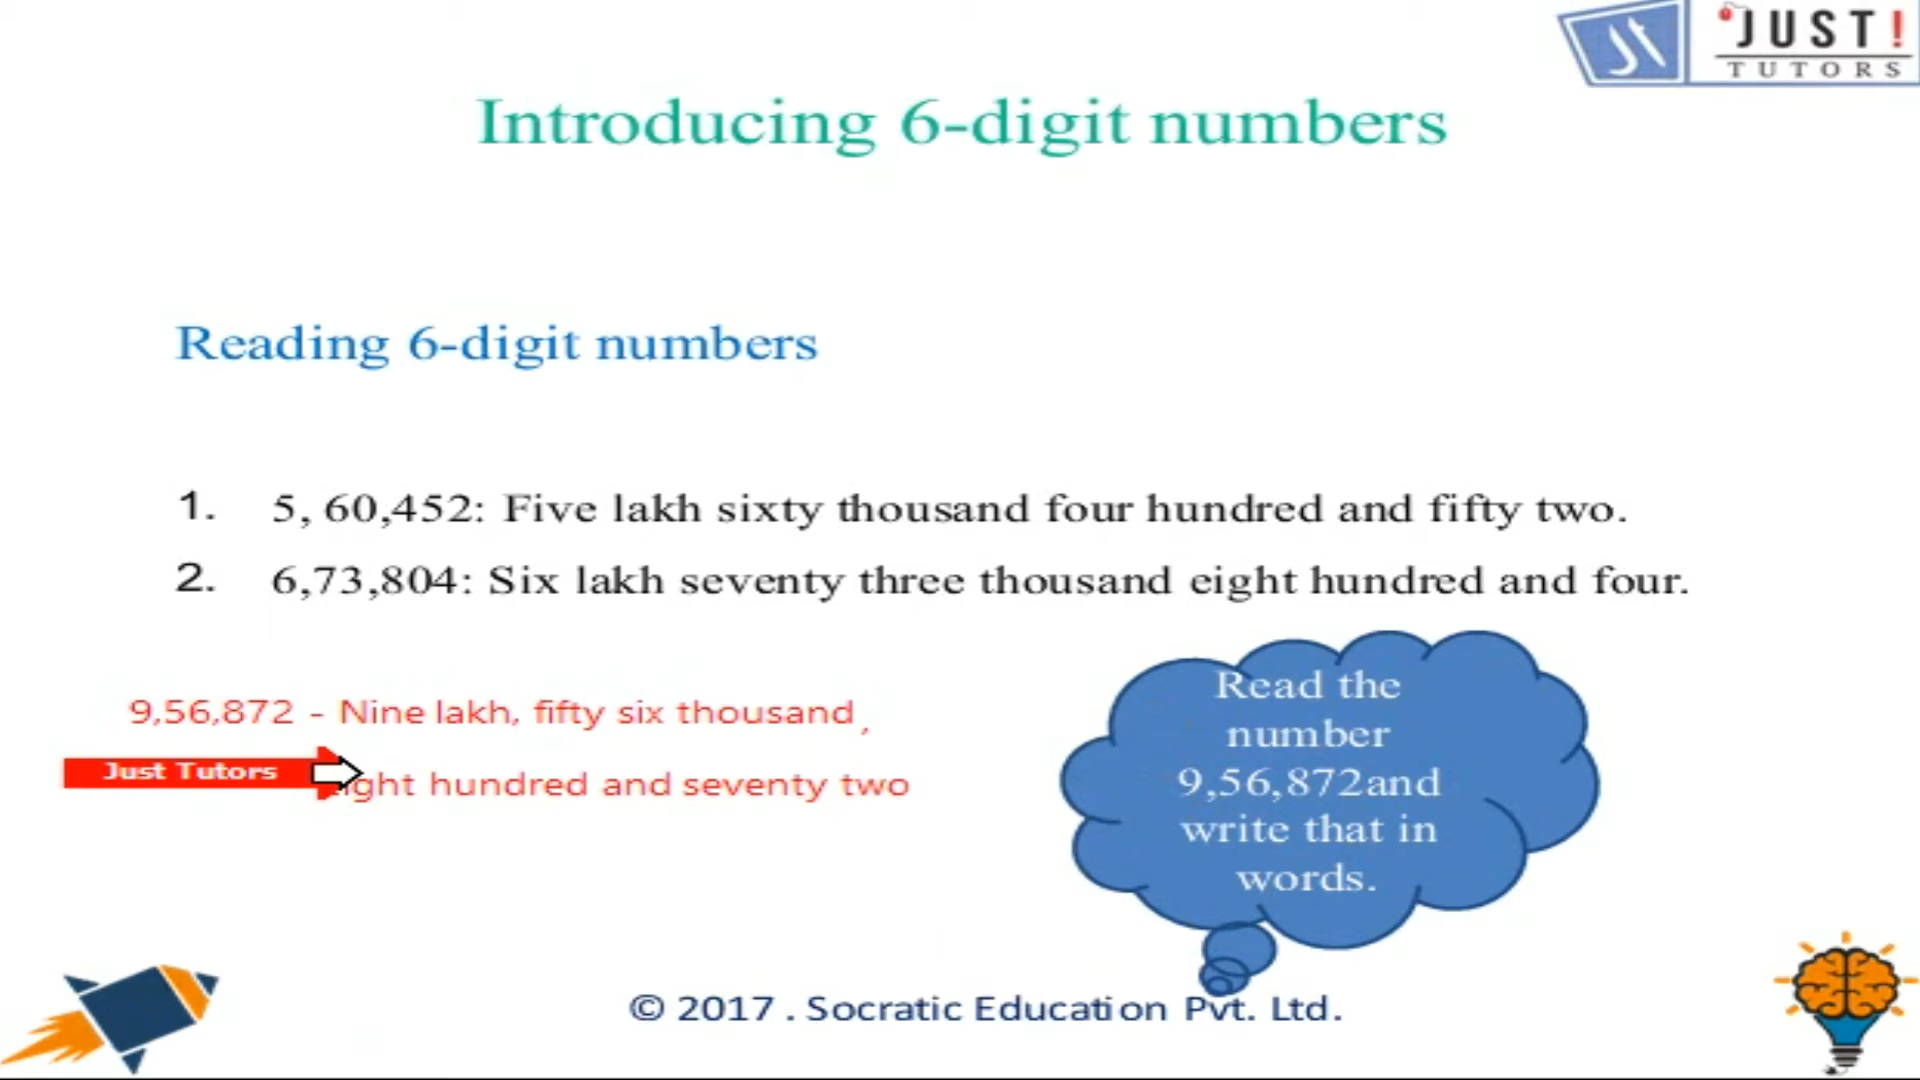 JUST!
TUTORS
Introducing 6-digit numbers
Reading 6-digit numbers
1. 5, 60,452: Five lakh sixty thousand four hundred and fifty two.
2. 6,73,804: Six lakh seventy three thousand eight hundred and four.
9,56,872 - Nine lakh, fifty six thousand,
Just Tutors
hundred and seventy two
Read the
number
9,56,872and
write that in
words.
© 2017 . Socratic Education Pvt. Ltd.